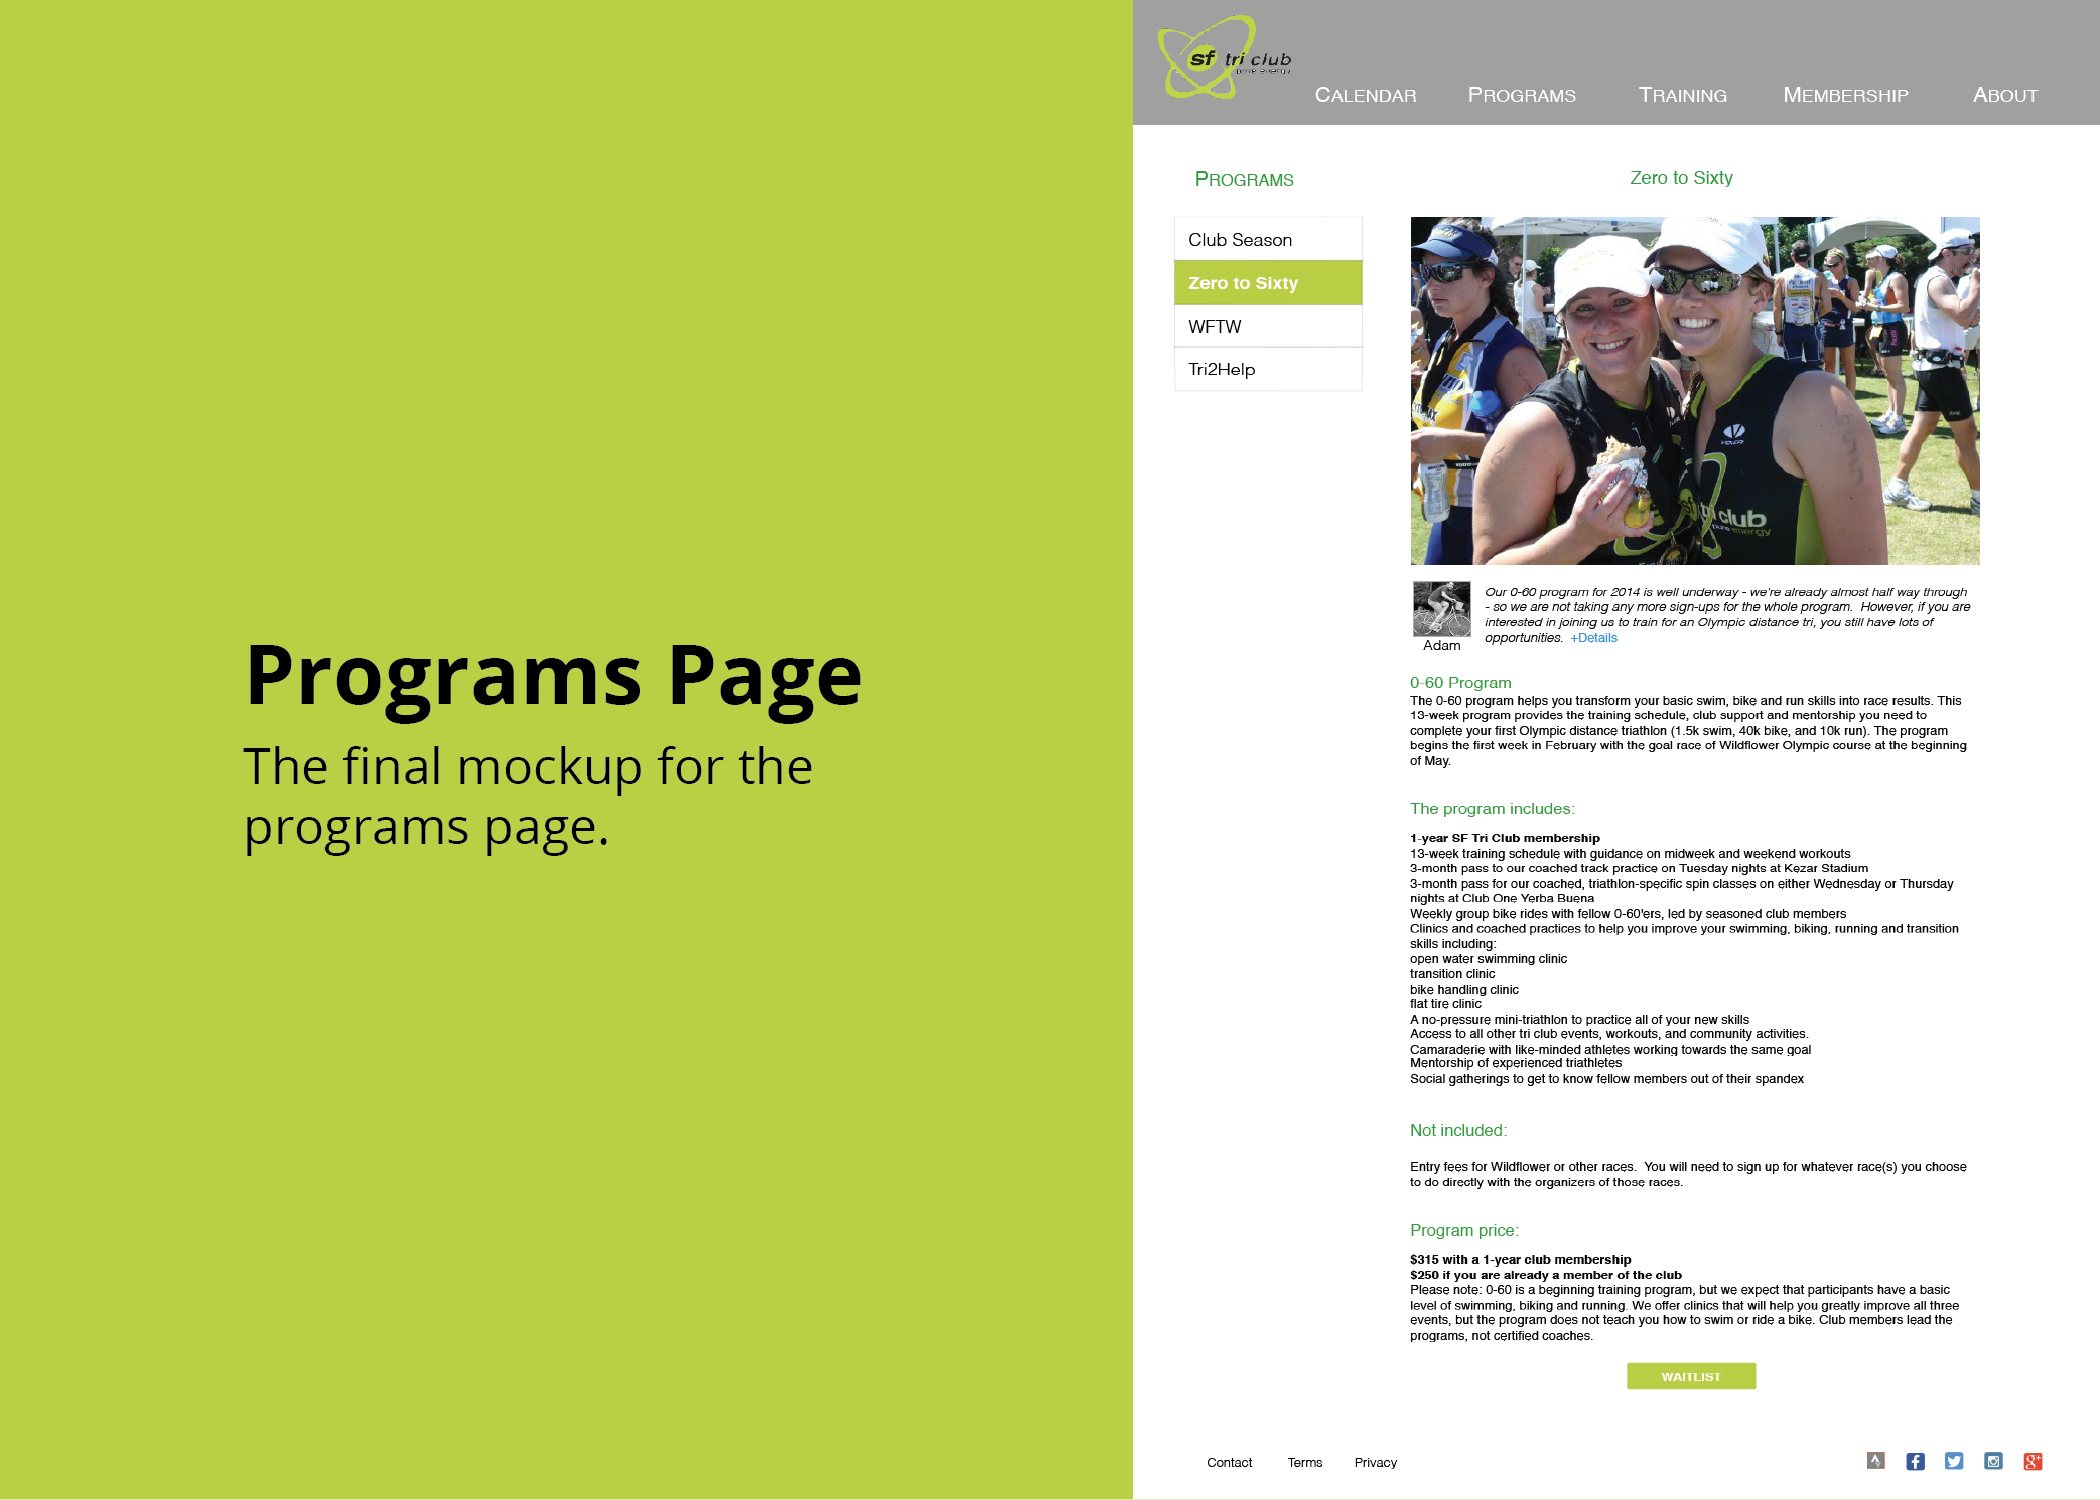 Programs Page
The final mockup for the
programs page.
sf tri club
pure energy
CALENDAR PROGRAMS TRAINING MEMBERSHIP ABOUT
PROGRAMS
Club Season
Zero to Sixty
WFTW
Tri2Help
Zero to Sixty
VOLER
sf tri club
pure energy
Adam
Our 0-60 program for 2014 is well underway - we're already almost half way through
- so we are not taking any more sign-ups for the whole program.  However, if you are
interested in joining us to train for an Olympic distance tri, you still have lots of
opportunities.  +Details
0-60 Program
The 0-60 program helps you transform your basic swim, bike and run skills into race results. This
13-week program provides the training schedule, club support and mentorship you need to
complete your first Olympic distance triathlon (1.5k swim, 40k bike, and 10k run). The program
begins the first week in February with the goal race of Wildflower Olympic course at the beginning
of May.
The program includes:
1-year SF Tri Club membership
13-week training schedule with guidance on midweek and weekend workouts
3-month pass to our coached track practice on Tuesday nights at Kezar Stadium
3-month pass for our coached, triathlon-specific spin classes on either Wednesday or Thursday
nights at Club One Yerba Buena
Weekly group bike rides with fellow 0-60'ers, led by seasoned club members
Clinics and coached practices to help you improve your swimming, biking, running and transition
skills including:
open water swimming clinic
transition clinic
bike handling clinic
flat tire clinic
A no-pressure mini-triathlon to practice all of your new skills
Access to all other tri club events, workouts, and community activities.
Camaraderie with like-minded athletes working towards the same goal
Mentorship of experienced triathletes
Social gatherings to get to know fellow members out of their spandex
Not included:
Entry fees for Wildflower or other races.  You will need to sign up for whatever race(s) you choose
to do directly with the organizers of those races.
Program price:
$315 with a 1-year club membership
$250 if you are already a member of the club
Please note: 0-60 is a beginning training program, but we expect that participants have a basic
level of swimming, biking and running. We offer clinics that will help you greatly improve all three
events, but the program does not teach you how to swim or ride a bike. Club members lead the
programs, not certified coaches.
WAITLIST
Contact Terms Privacy